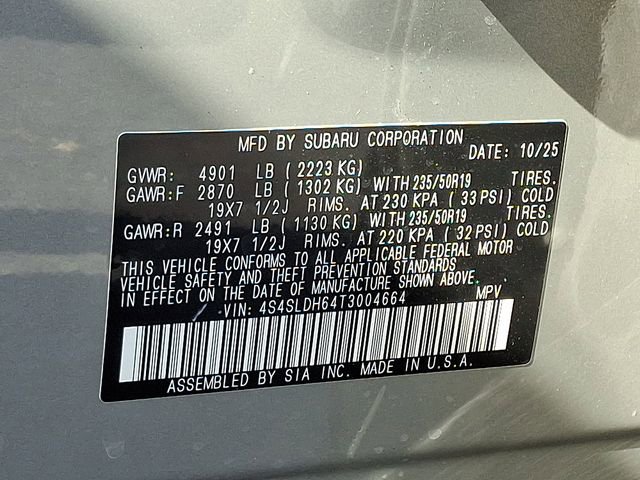 MFD BY SUBARU CORPORATION
DATE: 10/25
GVWR: 4901 LB ( 2223 KG)
GAWR:F 2870 LB ( 1302 KG) WITH 235/50R19 TIRES.
19X7 1/2J RIMS. AT 230 KPA ( 33 PSI) COLD
GAWR:R 2491 LB ( 1130 KG) WITH 235/50R19 TIRES.
19X7 1/2J RIMS. AT 220 KPA ( 32 PSI) COLD
THIS VEHICLE CONFORMS TO ALL APPLICABLE FEDERAL MOTOR
VEHICLE SAFETY AND THEFT PREVENTION STANDARDS
IN EFFECT ON THE DATE OF MANUFACTURE SHOWN ABOVE.
VIN: 4S4SLDH64T3004664 MPV
ASSEMBLED BY SIA INC. MADE IN U.S.A.